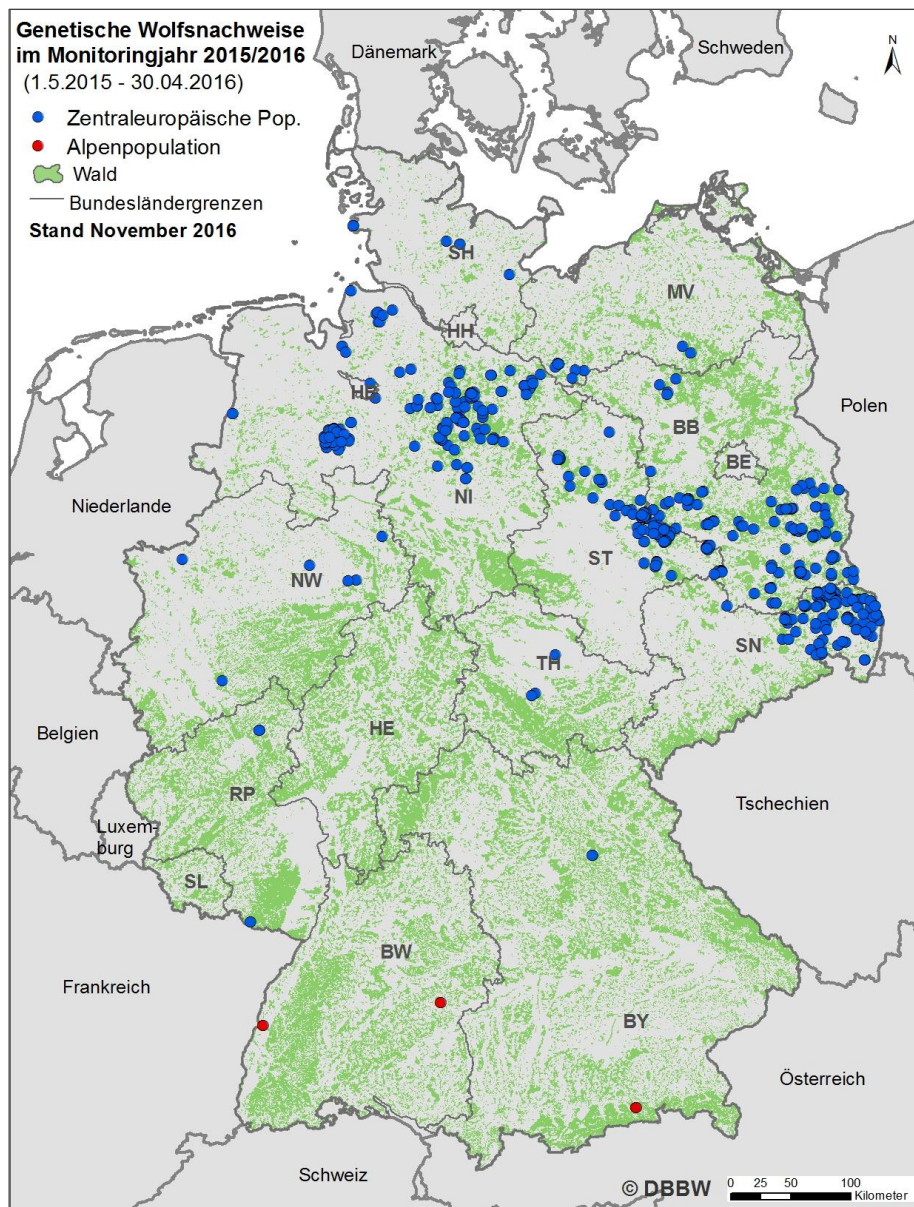 Genetische Wolfsnachweise
im Monitoringjahr 2015/2016
(1.5.2015 - 30.04.2016)
Zentraleuropäische Pop.
Alpenpopulation
Wald
Bundesländergrenzen
Stand November 2016
Dänemark
Schweden
N
SH
MV
HH
HB
BB
Polen
BE
Niederlande
NI
ST
NW
SN
TH
HE
Belgien
RP
Tschechien
Luxem-
burg
SL
BW
Frankreich
BY
Österreich
Schweiz
© DBBW
0 25 50 100
Kilometer